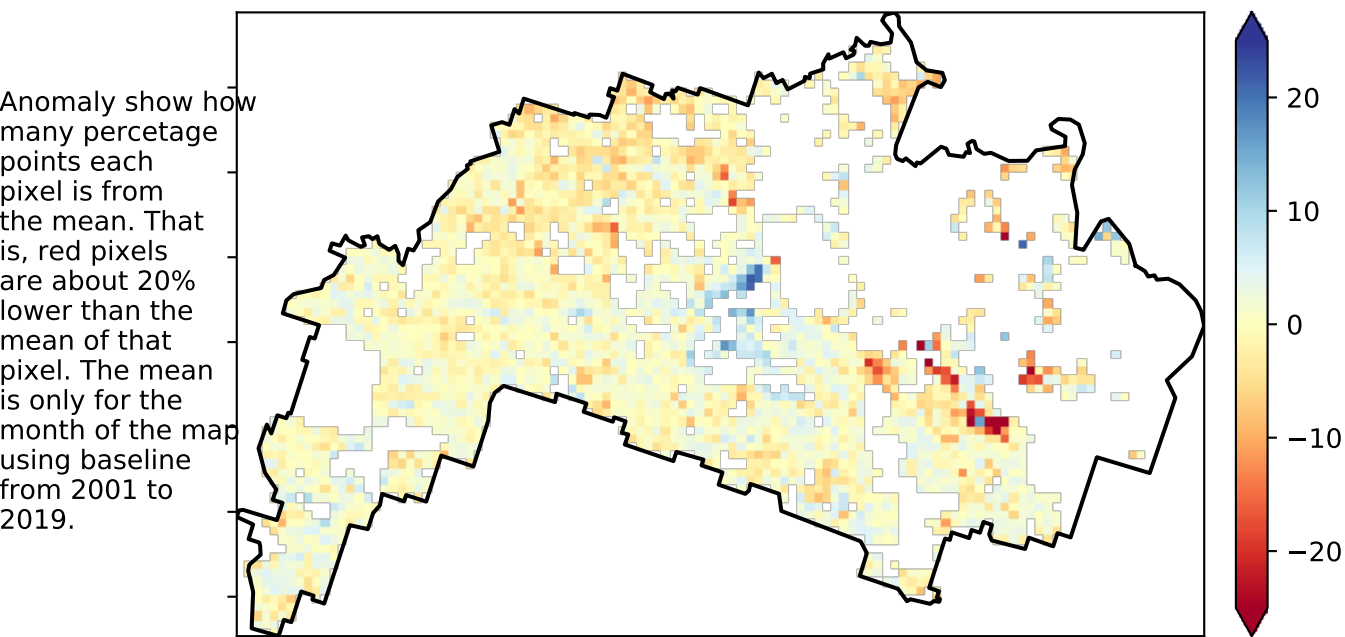 Anomaly show how
many percetage
points each
pixel is from
the mean. That
is, red pixels
are about 20%
lower than the
mean of that
pixel. The mean
is only for the
month of the map
using baseline
from 2001 to
2019.
20
10
0
−10
−20